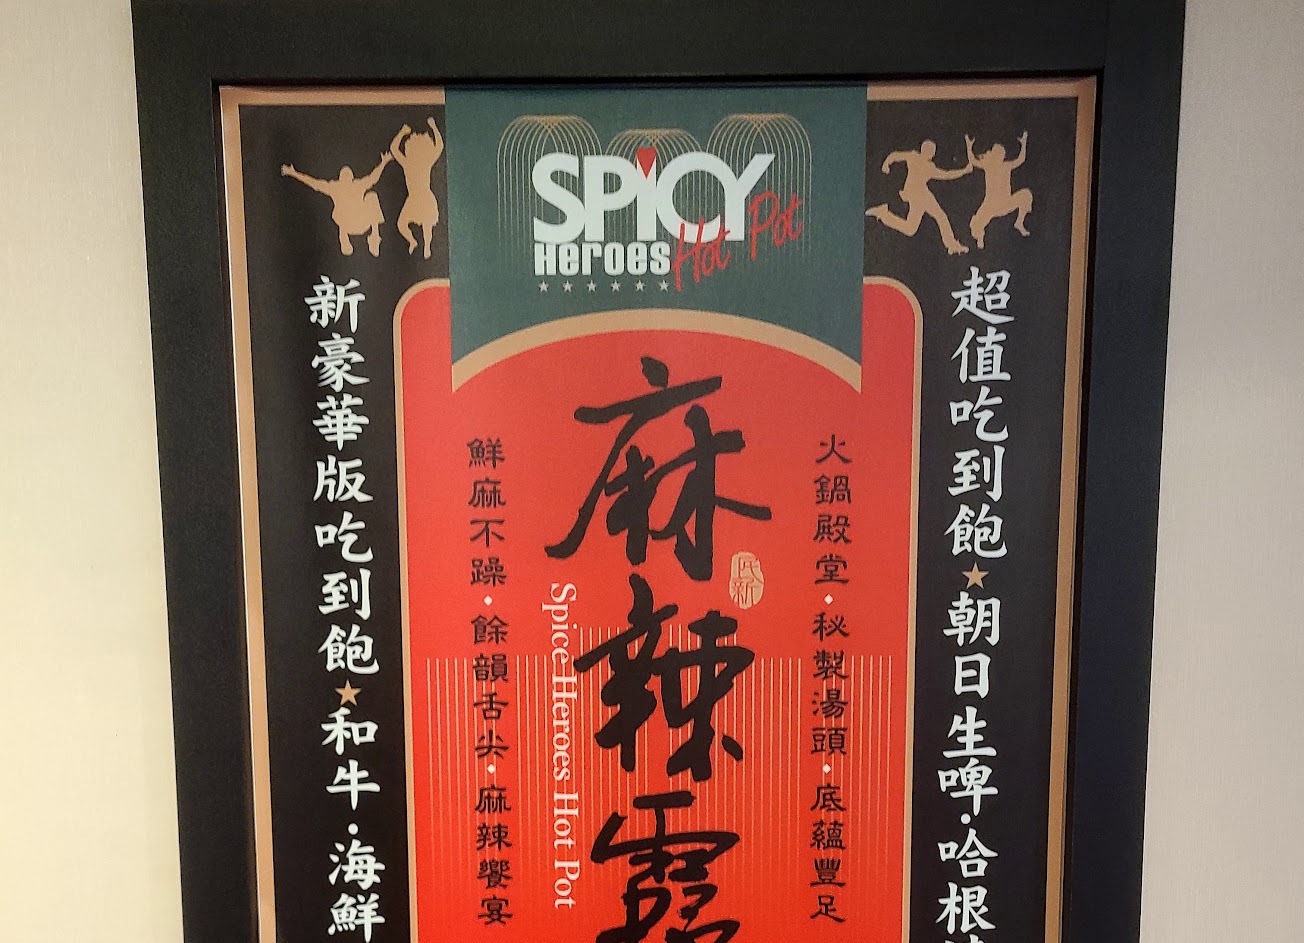 SPiCY
Heroes Hot Pot
超值吃到飽★朝日生啤·哈根
火鍋殿堂·秘製湯頭·底蘊豐足
麻辣
民新
Spice Heroes Hot Pot
鮮麻不躁·餘韻舌尖·麻辣饗宴
新豪華版吃到飽★和牛·海鮮